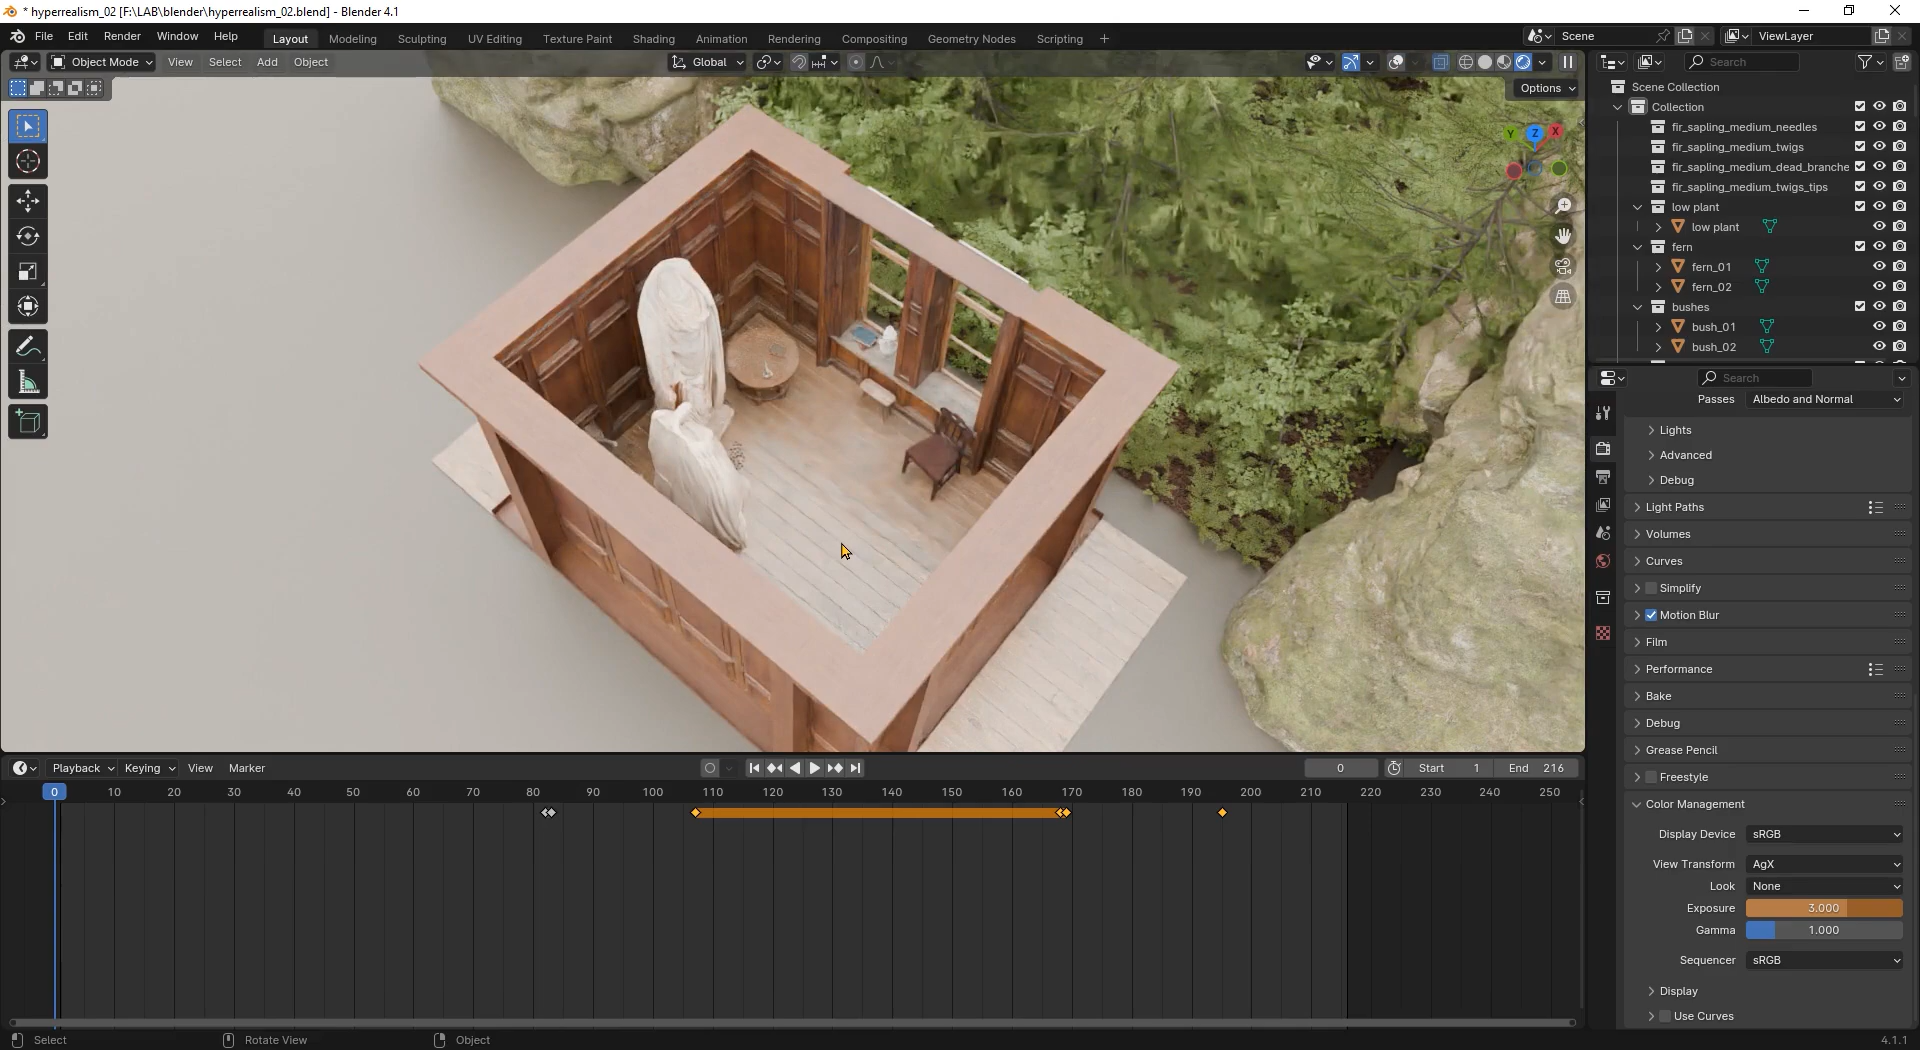 * hyperrealism_02 [F:\LAB\blender\hyperrealism_02.blend] - Blender 4.1
File Edit Render Window Help Layout Modeling Sculpting UV Editing Texture Paint Shading Animation Rendering Compositing Geometry Nodes Scripting + Scene ViewLayer
Object Mode View Select Add Object Global Search
Options
Y Z X
Scene Collection
Collection
fir_sapling_medium_needles
fir_sapling_medium_twigs
fir_sapling_medium_dead_branche
fir_sapling_medium_twigs_tips
low plant
low plant
fern
fern_01
fern_02
bushes
bush_01
bush_02
Search
Passes Albedo and Normal
Lights
Advanced
Debug
Light Paths
Volumes
Curves
Simplify
Motion Blur
Film
Performance
Bake
Debug
Grease Pencil
Freestyle
Color Management
Display Device sRGB
View Transform AgX
Look None
Exposure 3.000
Gamma 1.000
Sequencer sRGB
Display
Use Curves
Playback Keying View Marker 0 Start 1 End 216
0 10 20 30 40 50 60 70 80 90 100 110 120 130 140 150 160 170 180 190 200 210 220 230 240 250
Select Rotate View Object 4.1.1